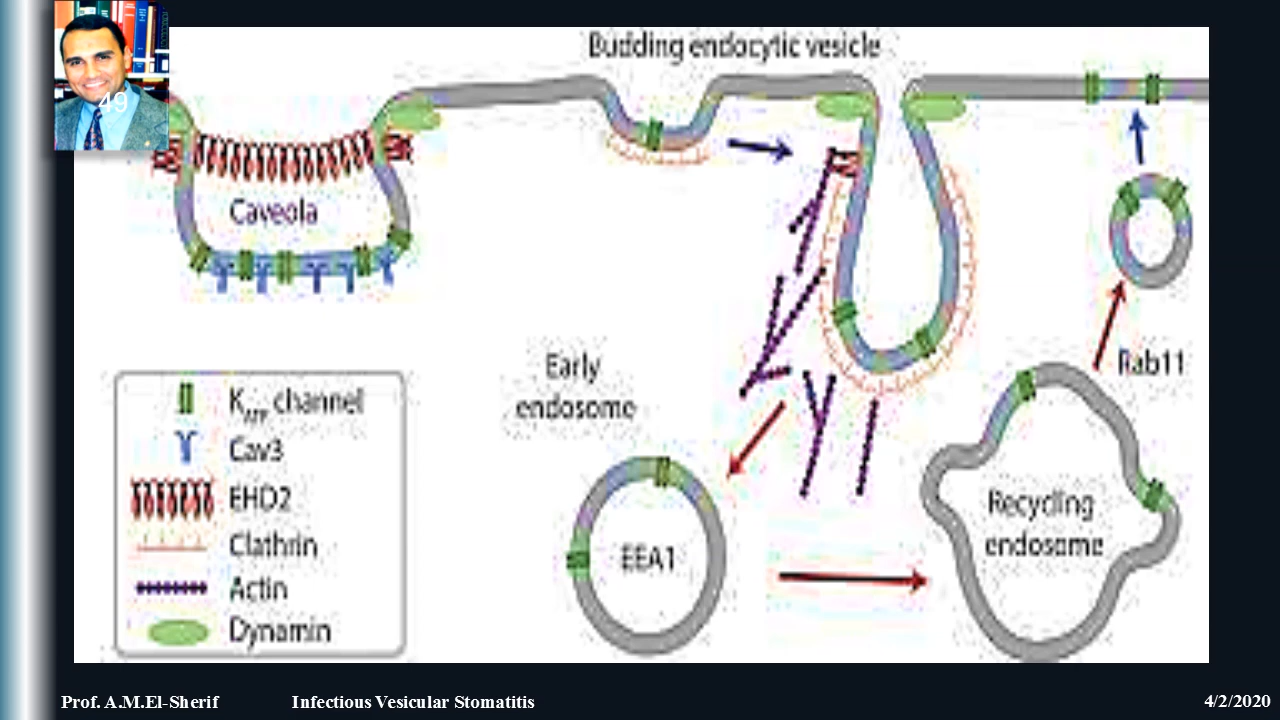 49
Budding endocytic vesicle
Caveola
Early
endosome
Rab11
K ATP channel
Cav3
EHD2
Clathrin
Actin
Dynamin
EEA1
Recycling
endosome
Prof. A.M.El-Sherif Infectious Vesicular Stomatitis 4/2/2020